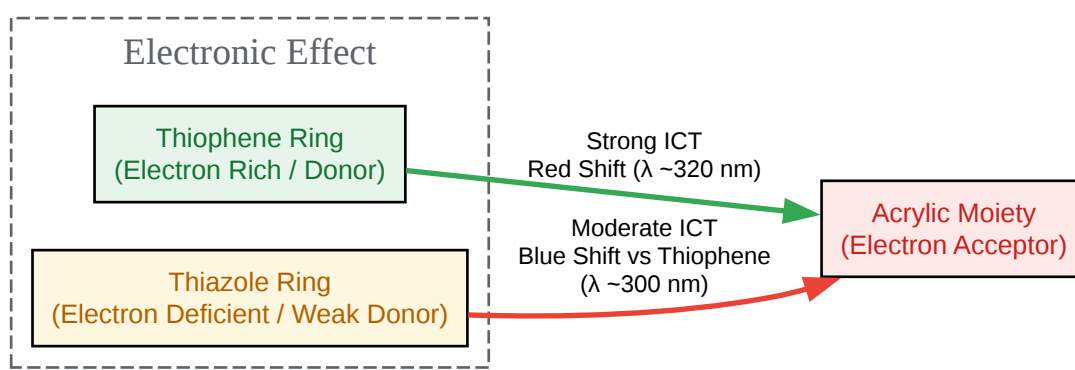 Electronic Effect
Thiophene Ring
(Electron Rich / Donor)
Strong ICT
Red Shift (λ ~320 nm)
Acrylic Moiety
(Electron Acceptor)
Moderate ICT
Blue Shift vs Thiophene
(λ ~300 nm)
Thiazole Ring
(Electron Deficient / Weak Donor)